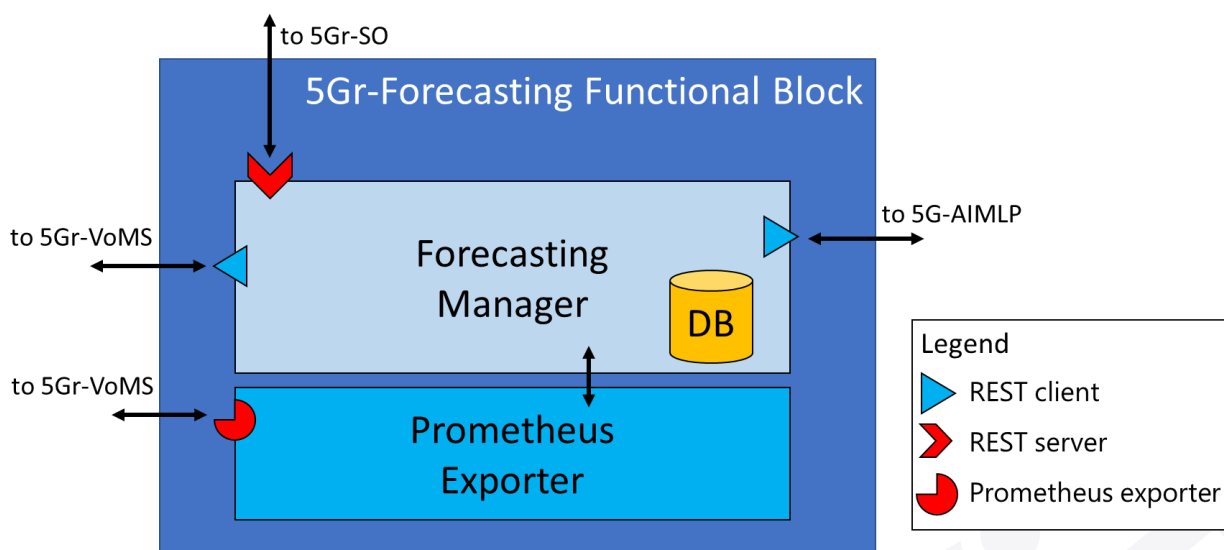 to 5Gr-SO
5Gr-Forecasting Functional Block
to 5Gr-VoMS
to 5G-AIMLP
Forecasting
Manager
DB
to 5Gr-VoMS
Prometheus
Exporter
Legend
REST client
REST server
Prometheus exporter